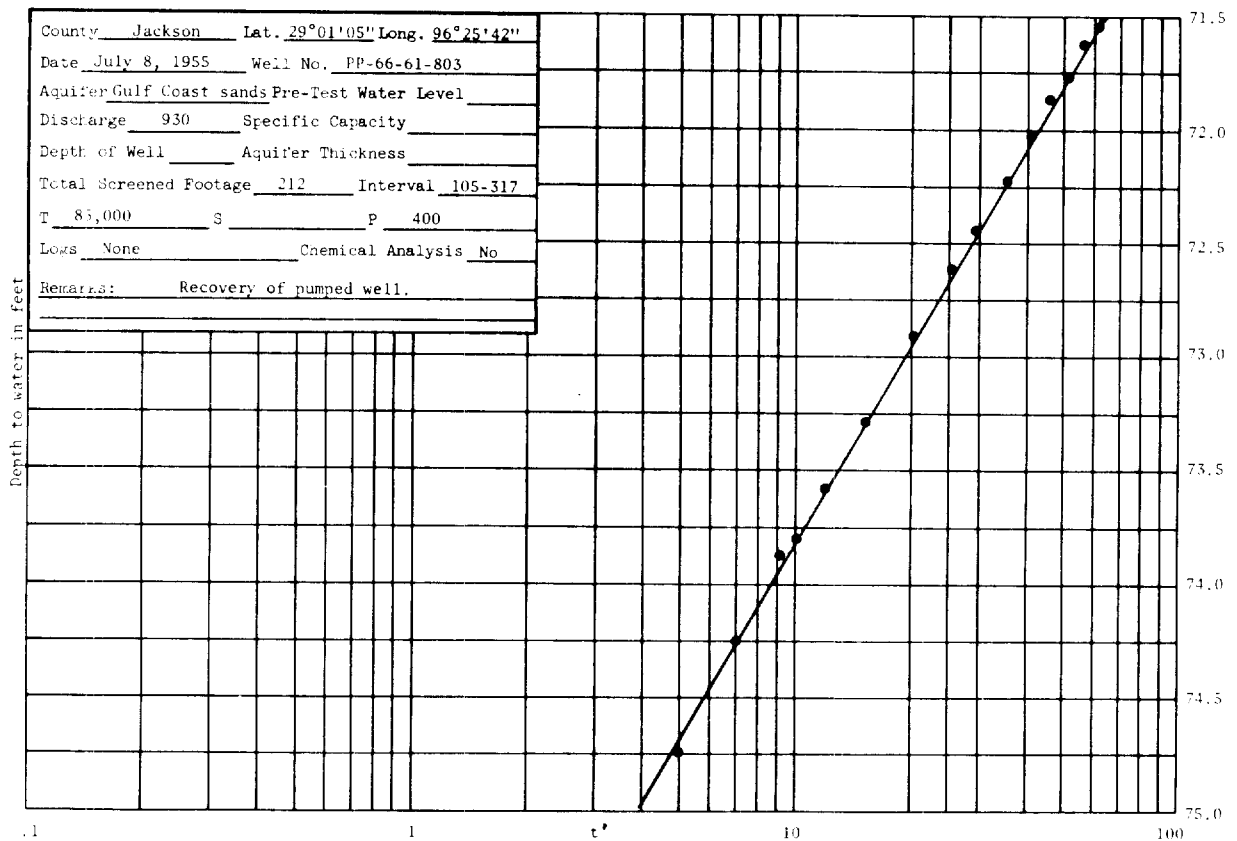 County Jackson Lat. 29°01'05" Long. 96°25'42"
Date July 8, 1955 Well No. PP-66-61-803
Aquifer Gulf Coast sands Pre-Test Water Level
Discharge 930 Specific Capacity
Depth of Well Aquifer Thickness
Total Screened Footage 212 Interval 105-317
T S P 400
Logs None Chemical Analysis No
Remarks: Recovery of pumped well.
Depth to water in feet
71.5
72.0
72.5
73.0
73.5
74.0
74.5
75.0
.1 1 t' 10 100